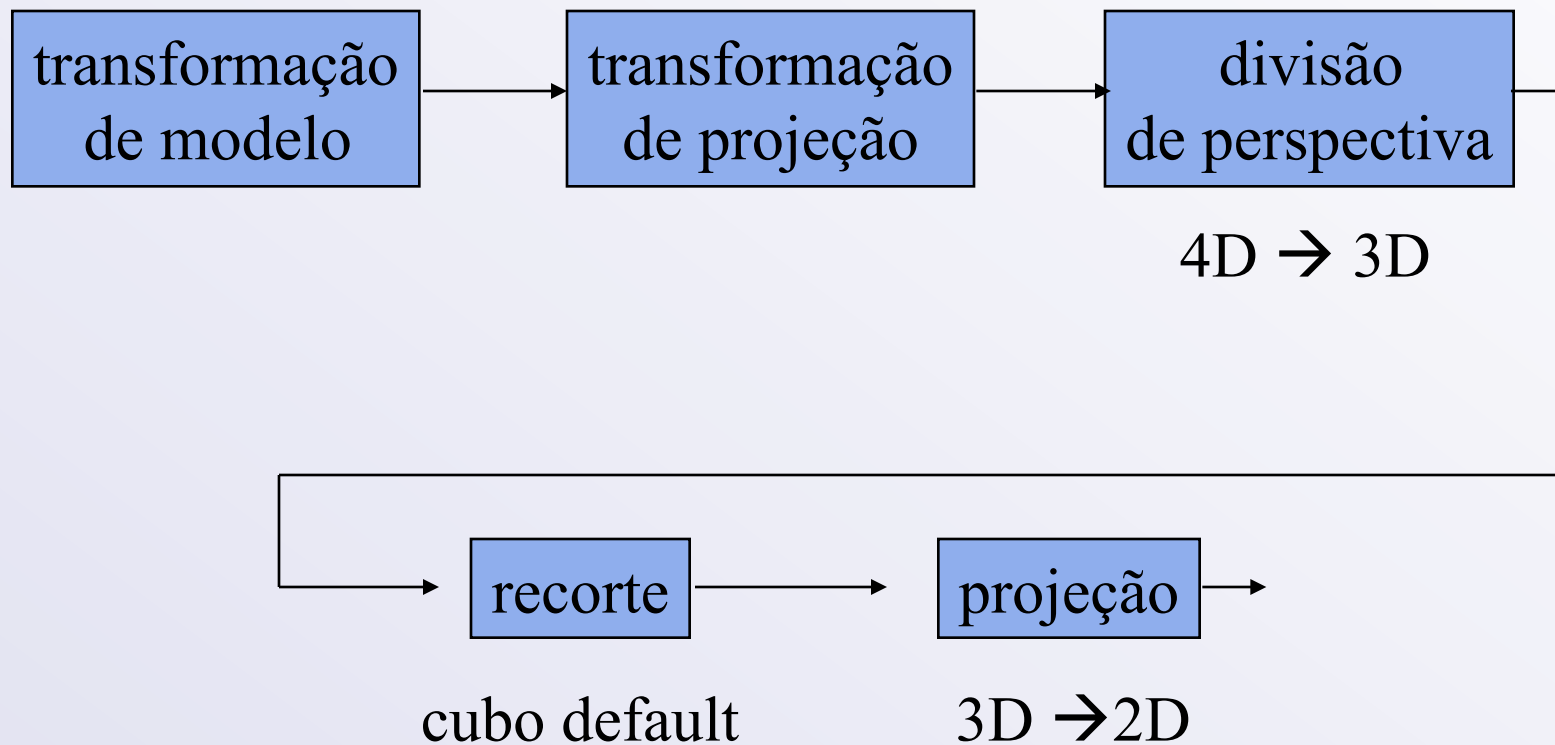 transformação
de modelo
transformação
de projeção
divisão
de perspectiva
4D → 3D
recorte
projeção
cubo default
3D →2D